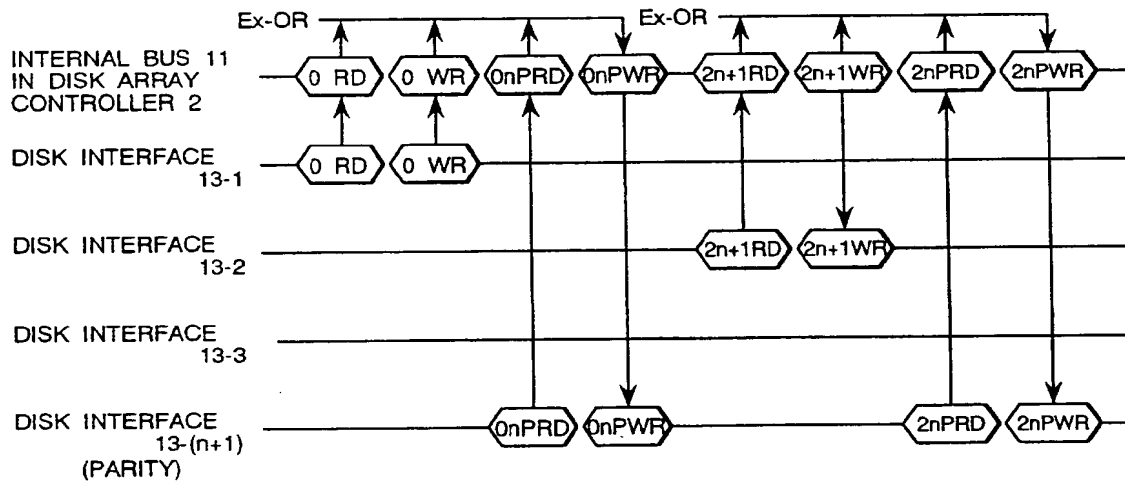 Ex-OR
Ex-OR
INTERNAL BUS 11
IN DISK ARRAY
CONTROLLER 2
0 RD
0 WR
0nPRD
0nPWR
2n+1RD
2n+1WR
2nPRD
2nPWR
DISK INTERFACE
13-1
0 RD
0 WR
DISK INTERFACE
13-2
2n+1RD
2n+1WR
DISK INTERFACE
13-3
DISK INTERFACE
13-(n+1)
(PARITY)
0nPRD
0nPWR
2nPRD
2nPWR